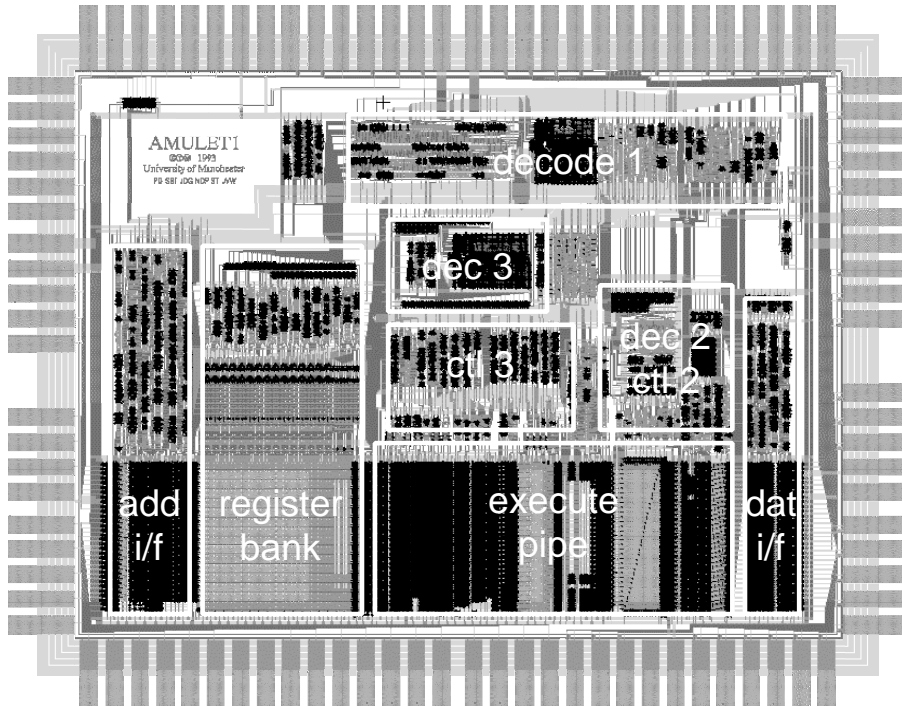 AMULET1
1993
University of Manchester
decode 1
dec 3
dec 2
ctl 3
ctl 2
add
i/f
register
bank
execute
pipe
dat
i/f